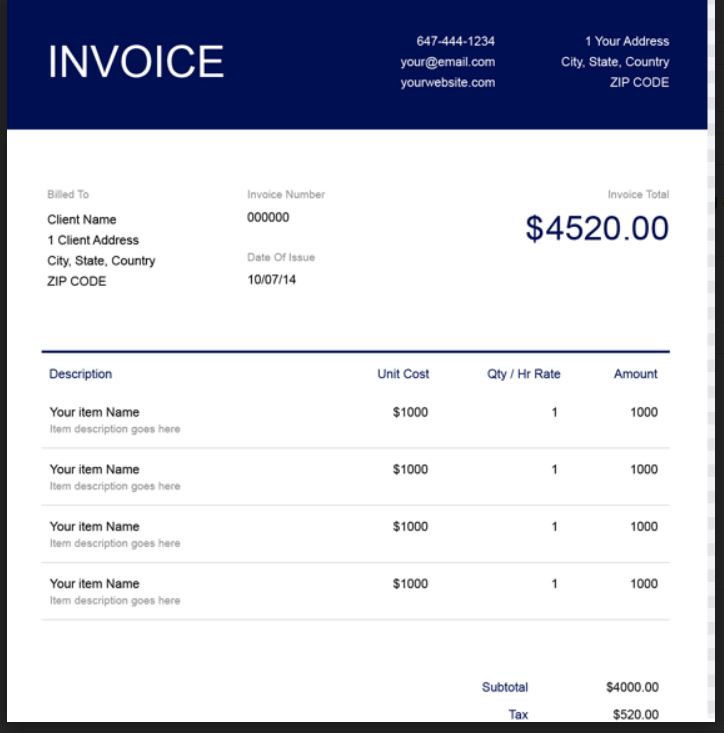 INVOICE
647-444-1234
your@email.com
yourwebsite.com
1 Your Address
City, State, Country
ZIP CODE
Billed To
Client Name
1 Client Address
City, State, Country
ZIP CODE
Invoice Number
000000
Date Of Issue
10/07/14
Invoice Total
$4520.00
Description Unit Cost Qty / Hr Rate Amount
Your item Name $1000 1 1000
Item description goes here
Your item Name $1000 1 1000
Item description goes here
Your item Name $1000 1 1000
Item description goes here
Your item Name $1000 1 1000
Item description goes here
Subtotal $4000.00
Tax $520.00